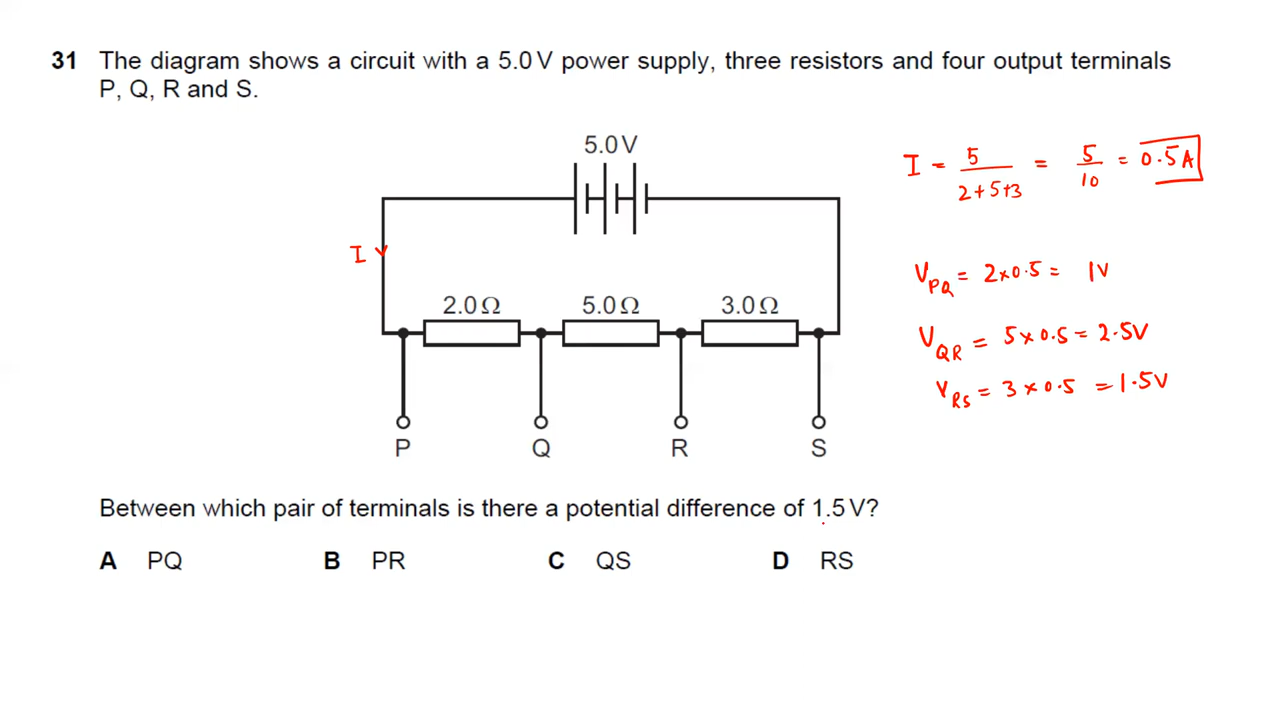 31 The diagram shows a circuit with a 5.0 V power supply, three resistors and four output terminals
P, Q, R and S.
5.0 V
I = 5 / 2+5+3 = 5 / 10 = 0.5A
I
V_PQ = 2×0.5 = 1V
2.0 Ω 5.0 Ω 3.0 Ω
V_QR = 5 × 0.5 = 2.5V
V_RS = 3 × 0.5 = 1.5V
P Q R S
Between which pair of terminals is there a potential difference of 1.5 V?
A PQ B PR C QS D RS